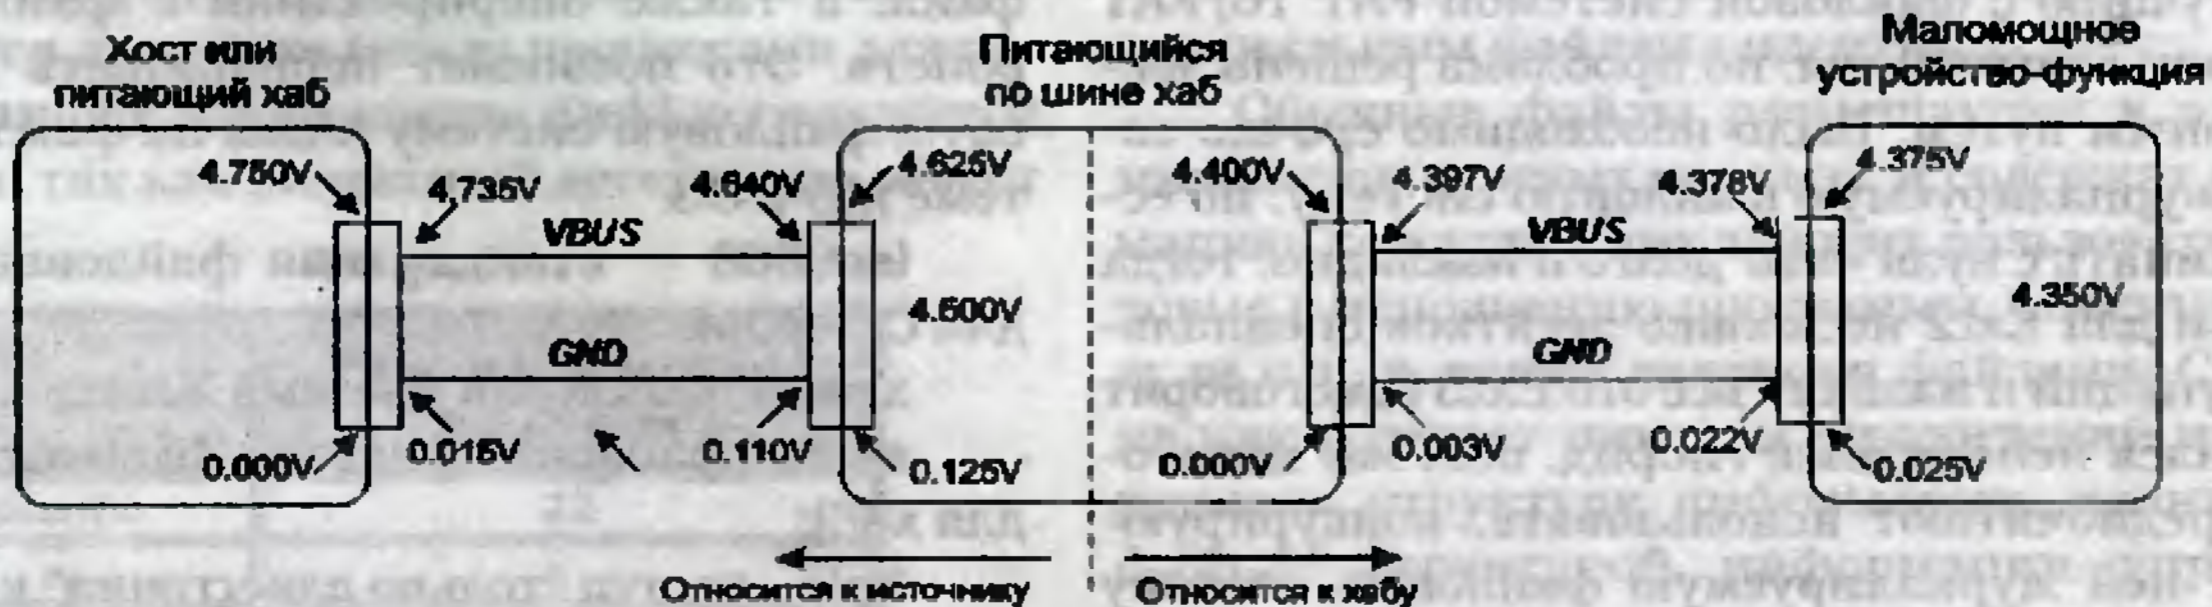 Хост или
питающий хаб
Питающийся
по шине хаб
Маломощное
устройство-функция
4.750V
4.735V
4.640V
4.625V
4.400V
4.397V
4.378V
4.375V
VBUS
VBUS
4.500V
4.350V
GND
GND
0.000V
0.015V
0.110V
0.125V
0.000V
0.003V
0.022V
0.025V
Относится к источнику
Относится к хабу